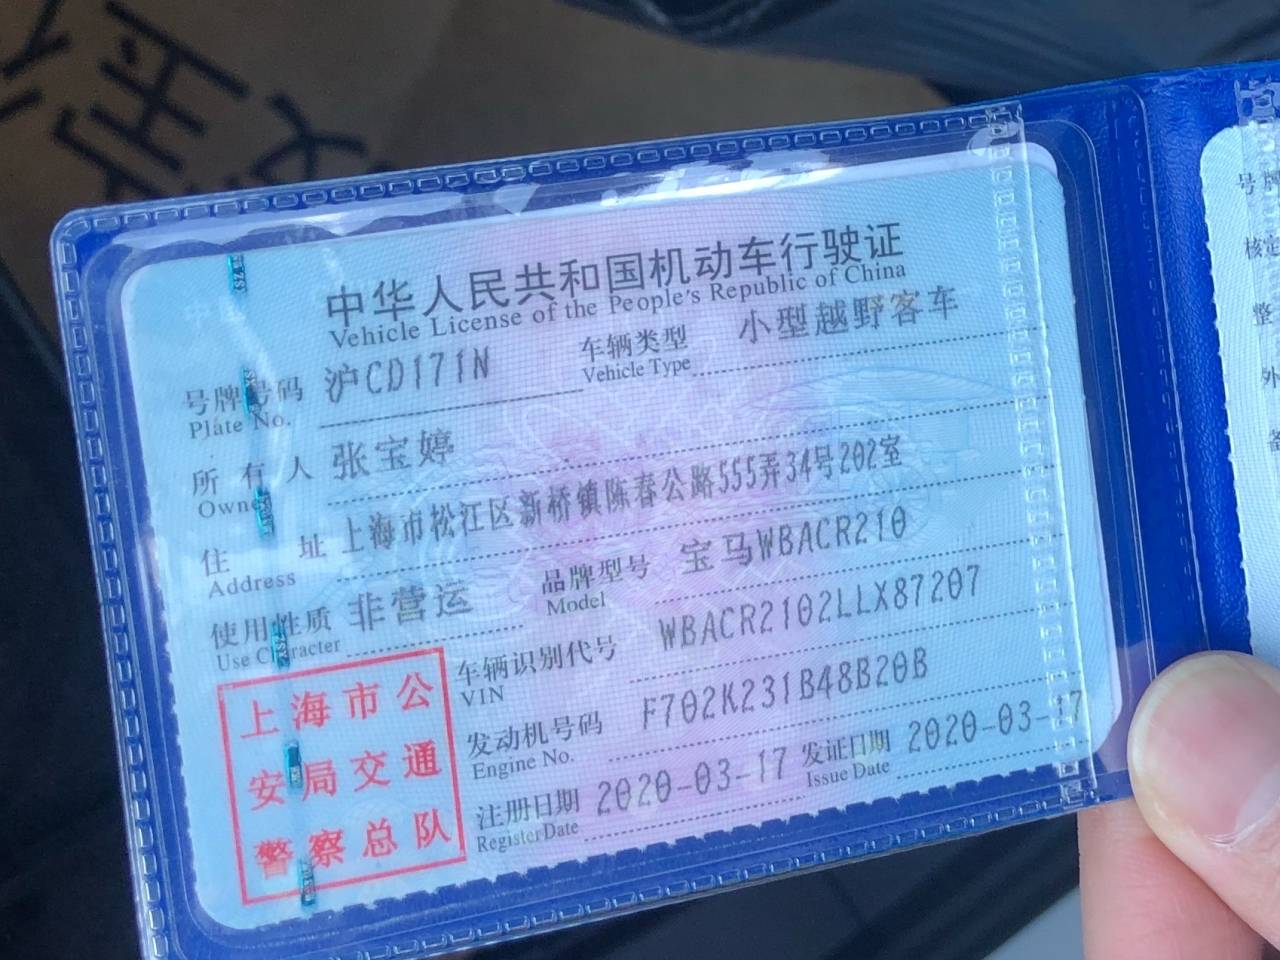 中华人民共和国机动车行驶证
Vehicle License of the People's Republic of China
号牌号码 沪CD171N 车辆类型 小型越野客车
Plate No. Vehicle Type
所有人 张宝婷
Owner
住址 上海市松江区新桥镇陈春公路555弄34号202室
Address
使用性质 非营运 品牌型号 宝马WBACR210
Use Character Model
车辆识别代号 WBACR2102LLX87207
VIN
发动机号码 F702K231B48B20B
Engine No.
注册日期 2020-03-17 发证日期 2020-03-17
Register Date Issue Date
上海市公
安局交通
警察总队
号牌
核定
整
外